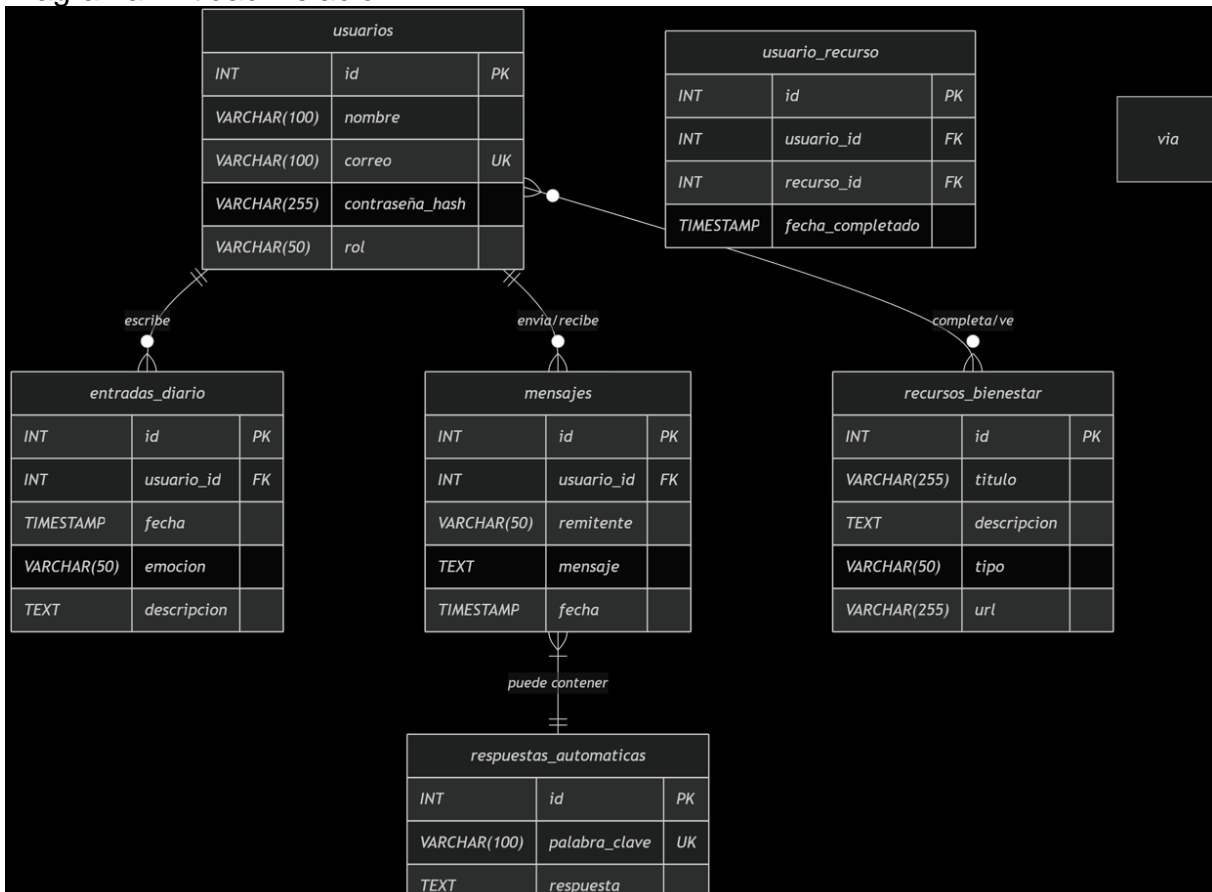 usuarios
INT id PK
VARCHAR(100) nombre
VARCHAR(100) correo UK
VARCHAR(255) contraseña_hash
VARCHAR(50) rol
usuario_recurso
INT id PK
INT usuario_id FK
INT recurso_id FK
TIMESTAMP fecha_completado
via
escribe
envía/recibe
completa/ve
entradas_diario
INT id PK
INT usuario_id FK
TIMESTAMP fecha
VARCHAR(50) emocion
TEXT descripcion
mensajes
INT id PK
INT usuario_id FK
VARCHAR(50) remitente
TEXT mensaje
TIMESTAMP fecha
recursos_bienestar
INT id PK
VARCHAR(255) titulo
TEXT descripcion
VARCHAR(50) tipo
VARCHAR(255) url
puede contener
respuestas_automaticas
INT id PK
VARCHAR(100) palabra_clave UK
TEXT respuesta